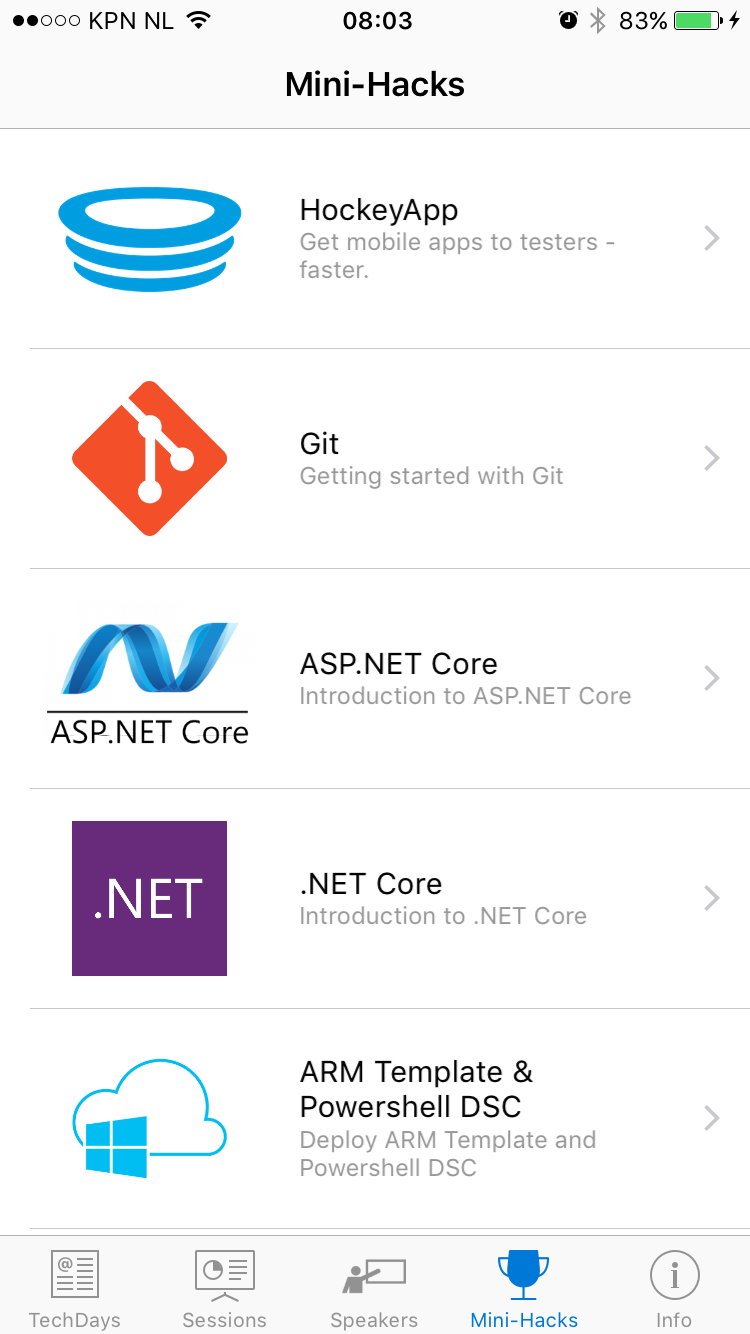 KPN NL 08:03 83%
Mini-Hacks
HockeyApp
Get mobile apps to testers -
faster.
Git
Getting started with Git
ASP.NET Core
ASP.NET Core
Introduction to ASP.NET Core
.NET
.NET Core
Introduction to .NET Core
ARM Template &
Powershell DSC
Deploy ARM Template and
Powershell DSC
@
TechDays Sessions Speakers Mini-Hacks Info